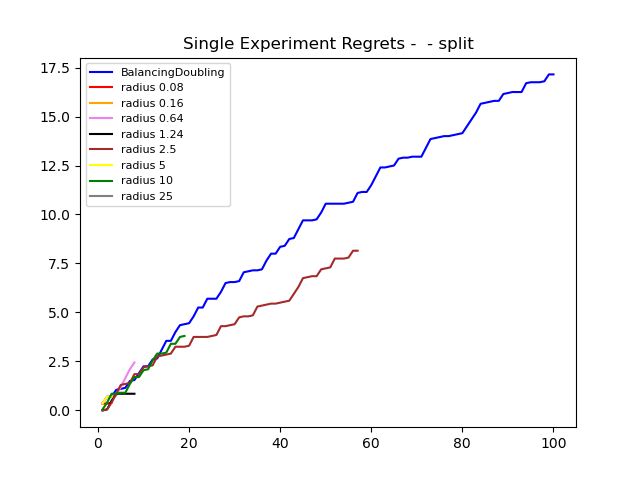 Single Experiment Regrets -  - split
BalancingDoubling
radius 0.08
radius 0.16
radius 0.64
radius 1.24
radius 2.5
radius 5
radius 10
radius 25
17.5
15.0
12.5
10.0
7.5
5.0
2.5
0.0
0 20 40 60 80 100